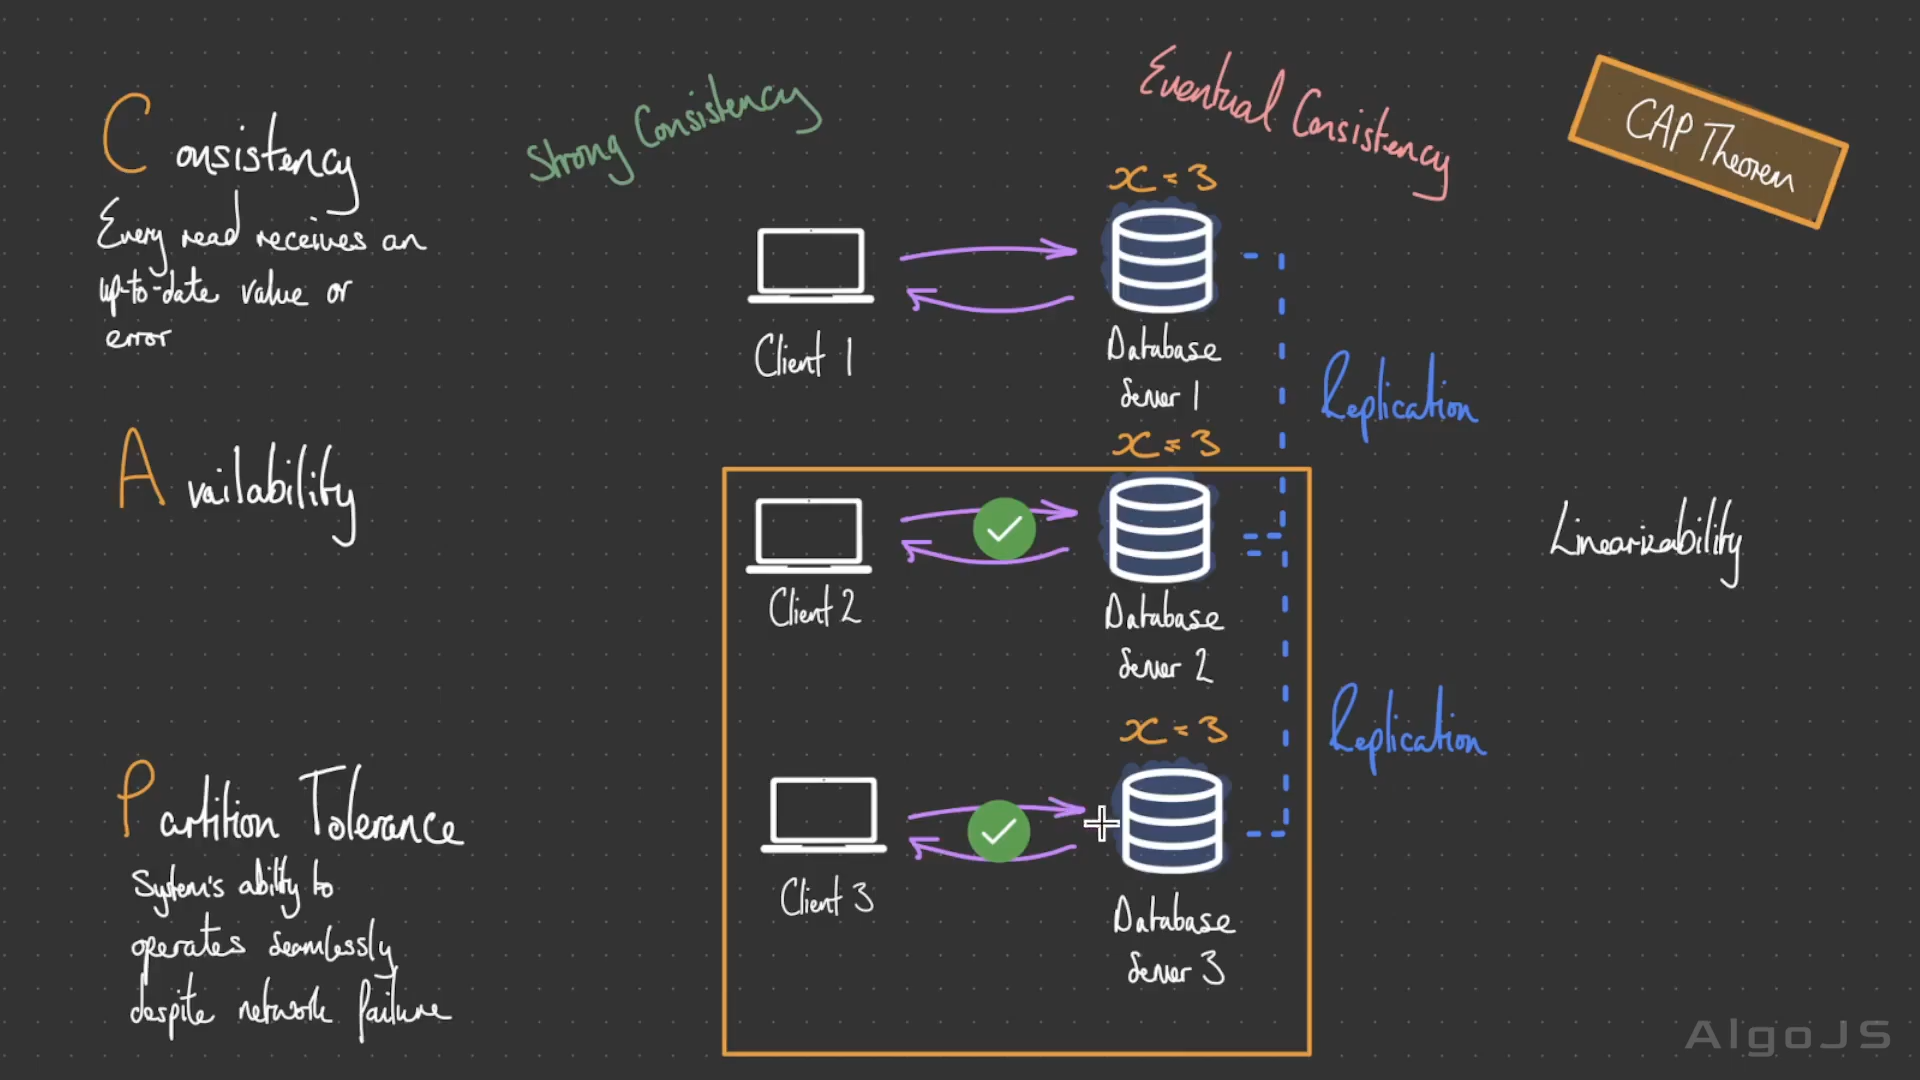 Consistency
Every read receives an
up-to-date value or
error
Availability
Partition Tolerance
System's ability to
operates seamlessly
despite network failure
Strong Consistency
Eventual Consistency
CAP Theorem
x = 3
Client 1
Database
Server 1
Replication
x = 3
Client 2
Database
Server 2
Linearizability
Replication
x = 3
Client 3
Database
Server 3
AlgoJS